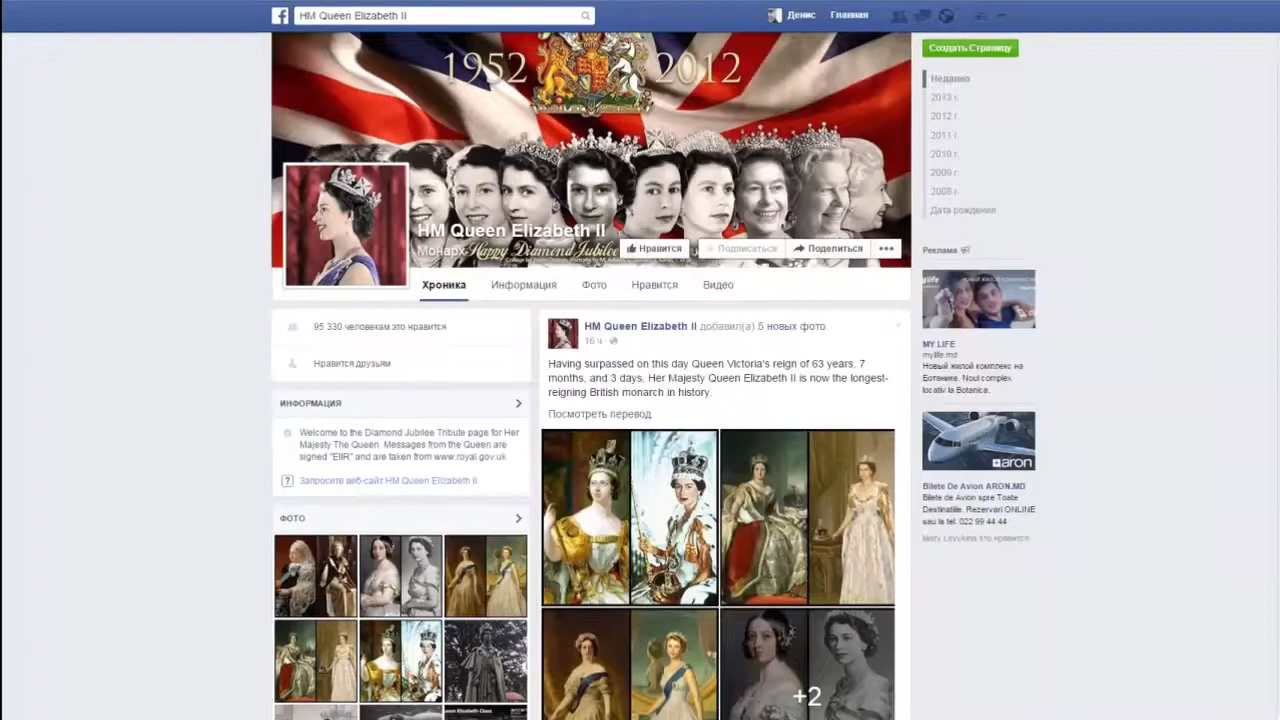 HM Queen Elizabeth II
Денис
Главная
1952
2012
HM Queen Elizabeth II
Монарх
Happy Diamond Jubilee
Нравится
Подписаться
Поделиться
Хроника
Информация
Фото
Нравится
Видео
Создать Страницу
Недавно
2013 г.
2012 г.
2011 г.
2010 г.
2009 г.
2008 г.
Дата рождения
95 330 человекам это нравится
Нравится друзьям
ИНФОРМАЦИЯ
Welcome to the Diamond Jubilee Tribute page for Her
Majesty The Queen. Messages from the Queen are
signed "EIIR" and are taken from www.royal.gov.uk
Запросите веб-сайт HM Queen Elizabeth II
ФОТО
HM Queen Elizabeth II добавил(а) 5 новых фото.
16 ч
Having surpassed on this day Queen Victoria's reign of 63 years, 7
months, and 3 days, Her Majesty Queen Elizabeth II is now the longest-
reigning British monarch in history.
Посмотреть перевод
+2
Реклама
MY LIFE
mylife.md
Новый жилой комплекс на
Ботанике. Noul complex
locativ la Botanica.
aron
Bilete De Avion ARON.MD
Bilete de Avion spre Toate
Destinatiile. Rezervari ONLINE
sau la tel. 022 99 44 44
это нравится